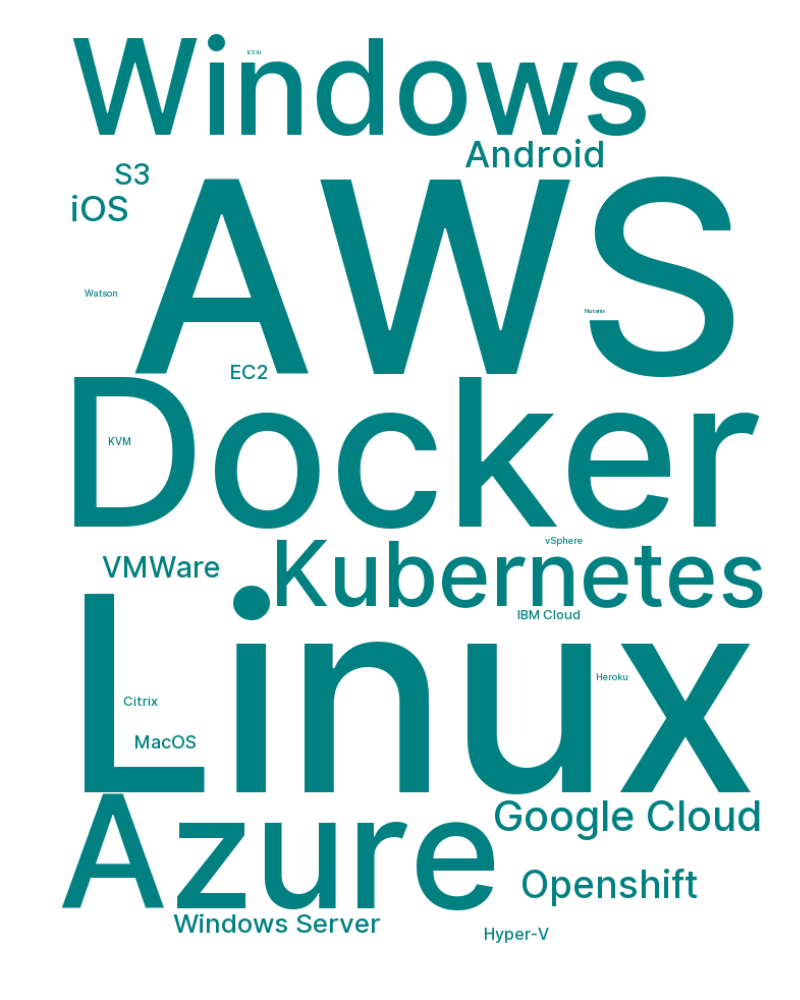 Windows
ESXi
Android
S3
iOS
AWS
Watson
Nutanix
EC2
Docker
KVM
vSphere
VMWare
Kubernetes
IBM Cloud
Linux
Heroku
Citrix
MacOS
Azure
Google Cloud
Openshift
Windows Server
Hyper-V